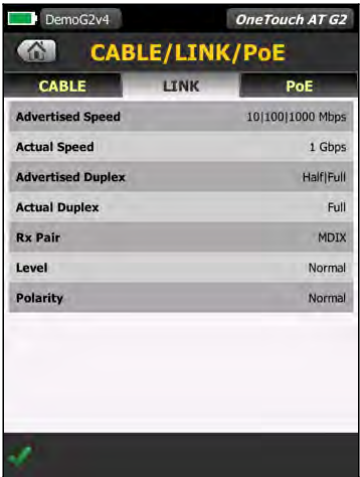 DemoG2v4 OneTouch AT G2
CABLE/LINK/PoE
CABLE LINK PoE
Advertised Speed 10|100|1000 Mbps
Actual Speed 1 Gbps
Advertised Duplex Half|Full
Actual Duplex Full
Rx Pair MDIX
Level Normal
Polarity Normal